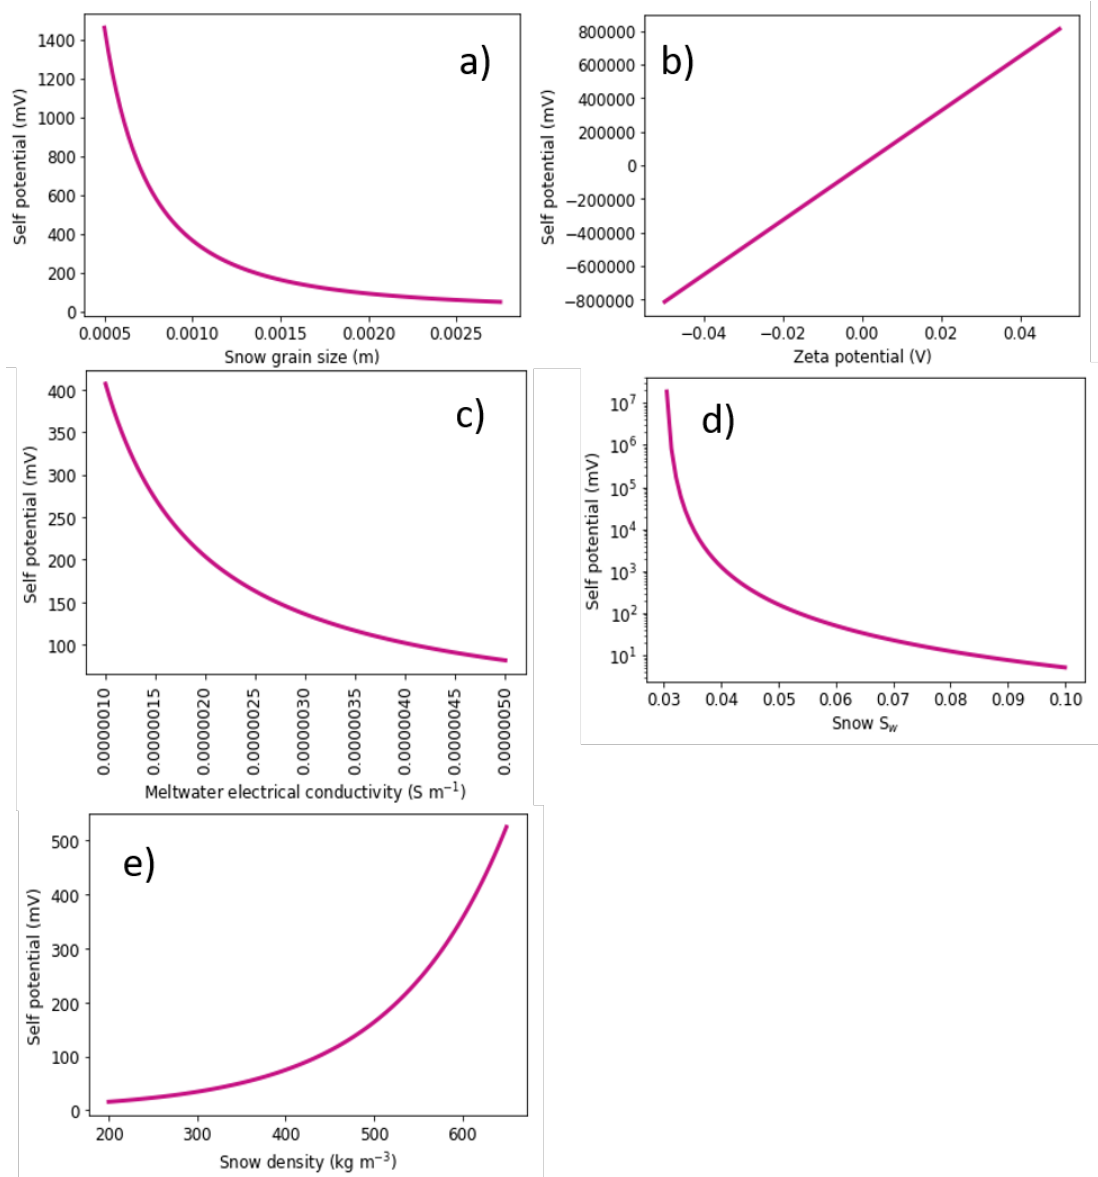 a)
Self potential (mV)
1400
1200
1000
800
600
400
200
0
0.0005 0.0010 0.0015 0.0020 0.0025
Snow grain size (m)
b)
Self potential (mV)
800000
600000
400000
200000
0
−200000
−400000
−600000
−800000
−0.04 −0.02 0.00 0.02 0.04
Zeta potential (V)
c)
Self potential (mV)
400
350
300
250
200
150
100
0.0000010 0.0000015 0.0000020 0.0000025 0.0000030 0.0000035 0.0000040 0.0000045 0.0000050
Meltwater electrical conductivity (S m⁻¹)
d)
Self potential (mV)
10⁷
10⁶
10⁵
10⁴
10³
10²
10¹
0.03 0.04 0.05 0.06 0.07 0.08 0.09 0.10
Snow S_w
e)
Self potential (mV)
500
400
300
200
100
0
200 300 400 500 600
Snow density (kg m⁻³)